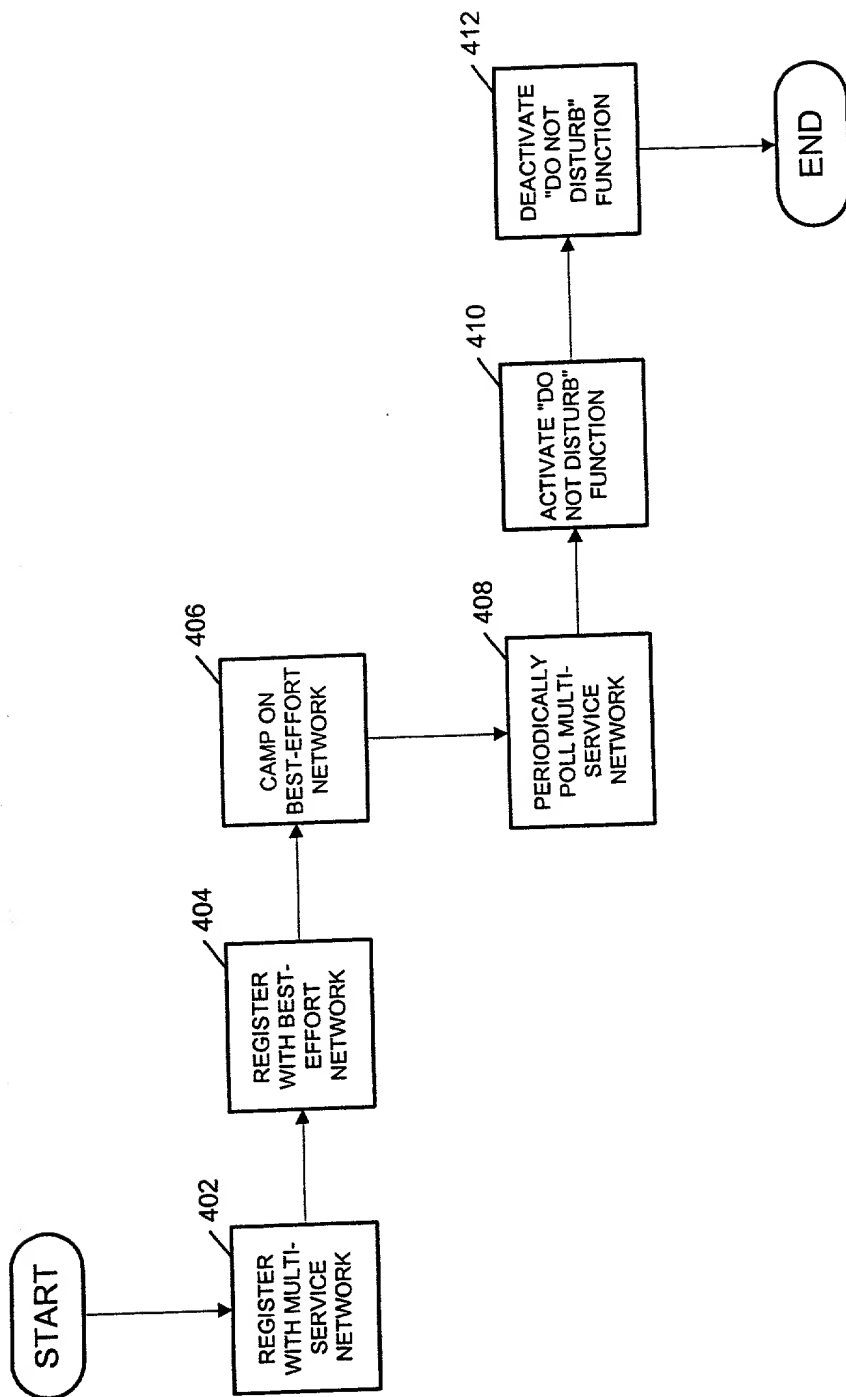 START
402
REGISTER
WITH MULTI-
SERVICE
NETWORK
404
REGISTER
WITH BEST-
EFFORT
NETWORK
406
CAMP ON
BEST-EFFORT
NETWORK
408
PERIODICALLY
POLL MULTI-
SERVICE
NETWORK
410
ACTIVATE "DO
NOT DISTURB"
FUNCTION
412
DEACTIVATE
"DO NOT
DISTURB"
FUNCTION
END